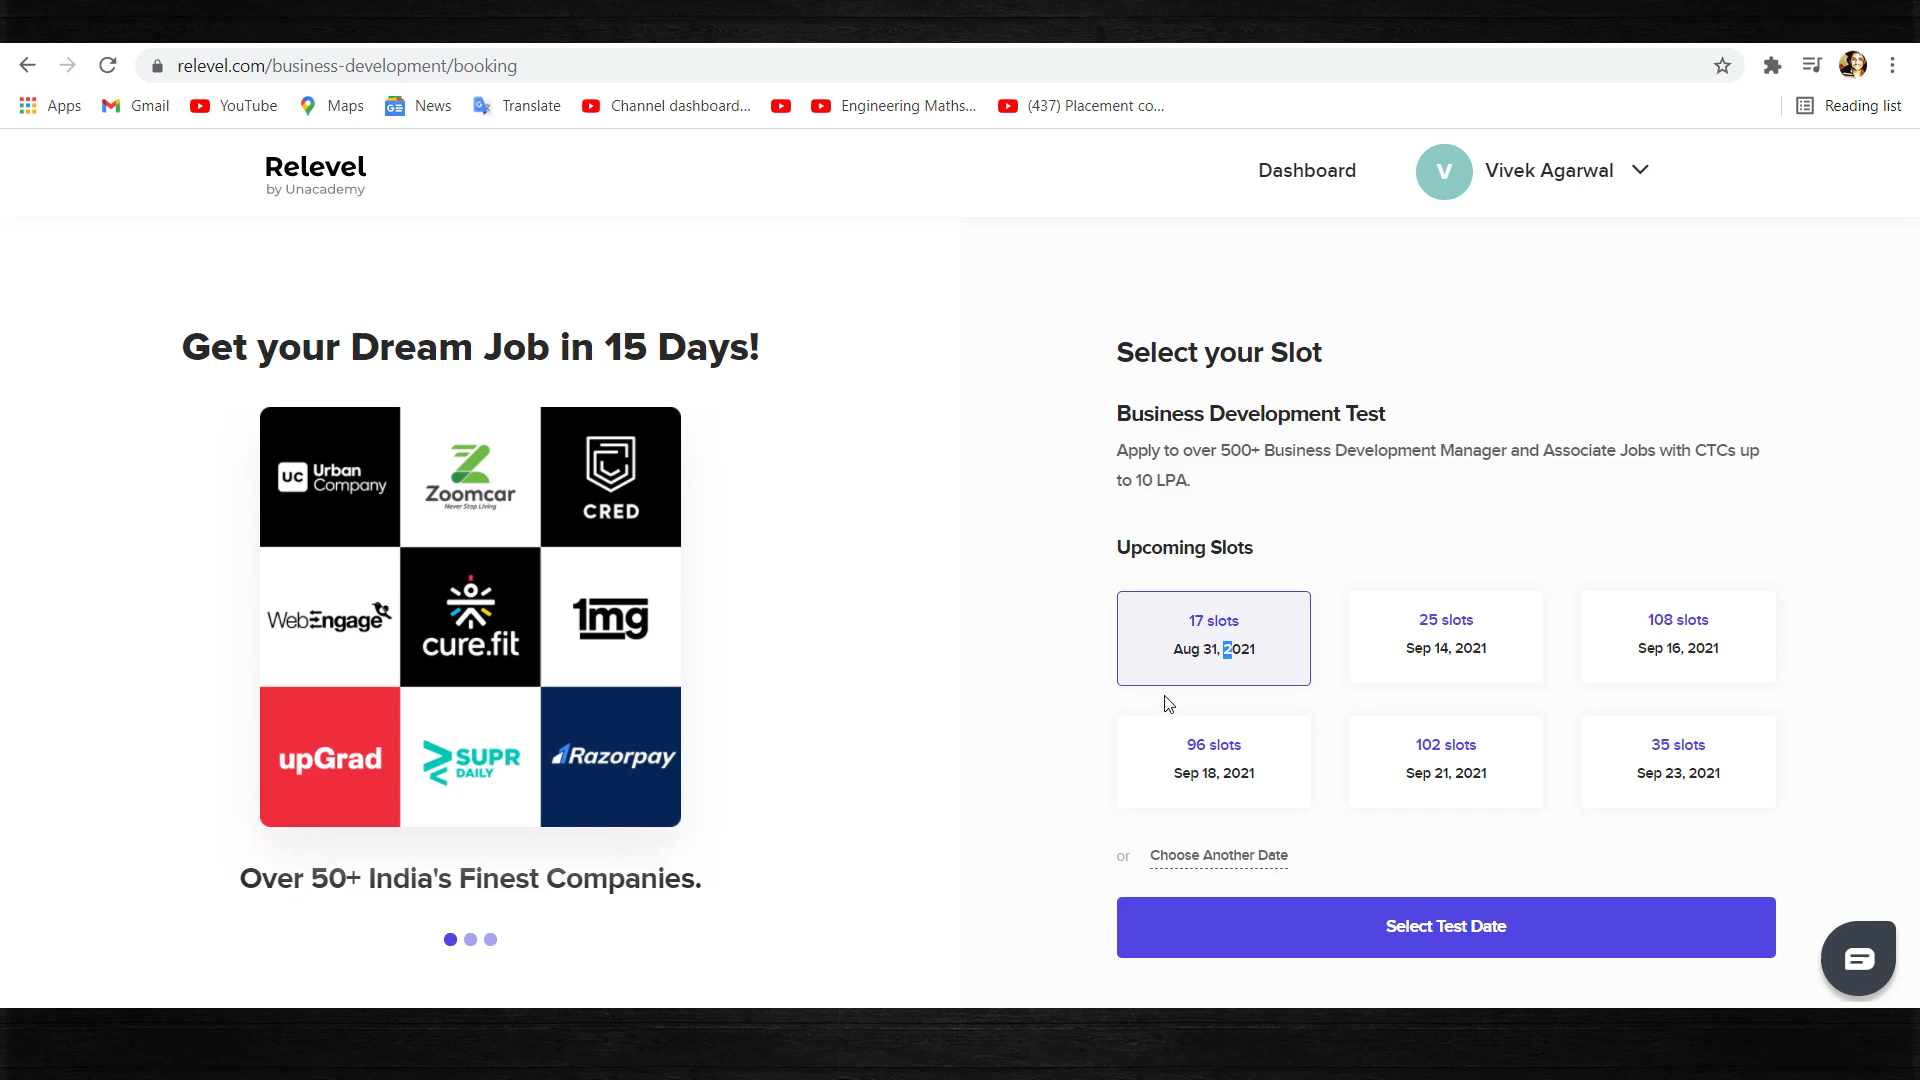 relevel.com/business-development/booking
Apps
Gmail
YouTube
Maps
News
Translate
Channel dashboard...
Engineering Maths...
(437) Placement co...
Reading list
Relevel
by Unacademy
Dashboard
V
Vivek Agarwal
Get your Dream Job in 15 Days!
UC Urban Company
Zoomcar
Never Stop Living
CRED
WebEngage
cure.fit
1mg
upGrad
SUPR DAILY
Razorpay
Over 50+ India's Finest Companies.
Select your Slot
Business Development Test
Apply to over 500+ Business Development Manager and Associate Jobs with CTCs up
to 10 LPA.
Upcoming Slots
17 slots
Aug 31, 2021
25 slots
Sep 14, 2021
108 slots
Sep 16, 2021
96 slots
Sep 18, 2021
102 slots
Sep 21, 2021
35 slots
Sep 23, 2021
or Choose Another Date
Select Test Date